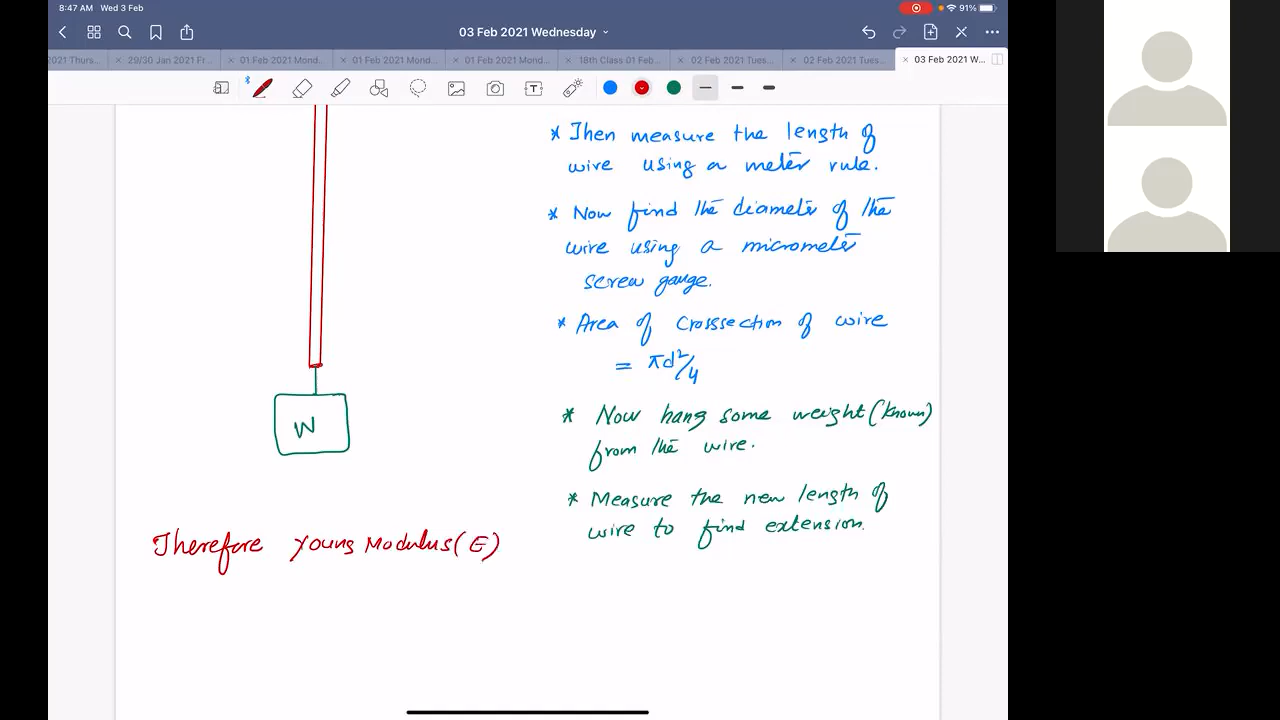 8:47 AM Wed 3 Feb
91%
03 Feb 2021 Wednesday
2021 Thurs...
29/30 Jan 2021 Fr...
01 Feb 2021 Mond...
01 Feb 2021 Mond...
01 Feb 2021 Mond...
18th Class 01 Feb...
02 Feb 2021 Tues...
02 Feb 2021 Tues...
03 Feb 2021 W...
* Then measure the length of
wire using a meter rule.
* Now find the diameter of the
wire using a micrometer
screw gauge.
* Area of Crosssection of wire
= πd²/4
* Now hang some weight (known)
from the wire.
* Measure the new length of
wire to find extension.
W
Therefore Young Modulus (E)